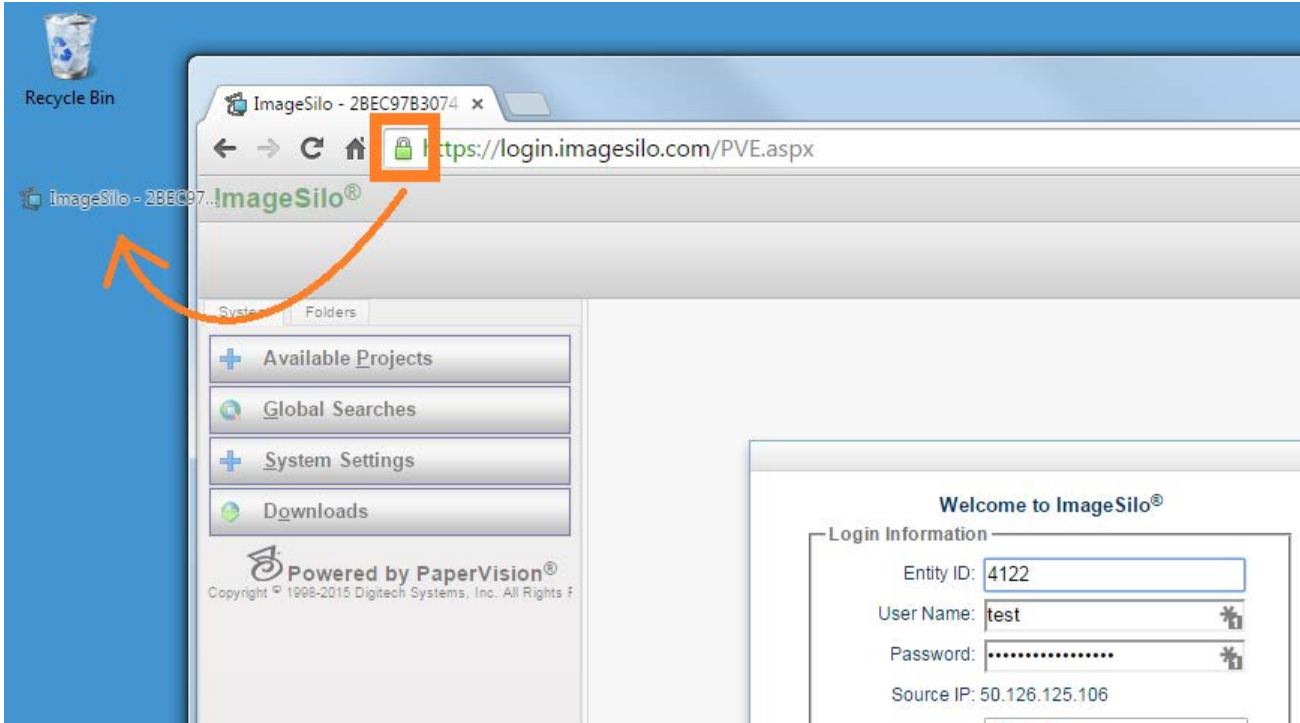 Recycle Bin
ImageSilo - 2BEC97B3074
https://login.imagesilo.com/PVE.aspx
ImageSilo - 2BEC97...
ImageSilo®
System Folders
Available Projects
Global Searches
System Settings
Downloads
Powered by PaperVision®
Copyright © 1998-2015 Digitech Systems, Inc. All Rights
Welcome to ImageSilo®
Login Information
Entity ID: 4122
User Name: test
Password: •••••••••••••••••
Source IP: 50.126.125.106